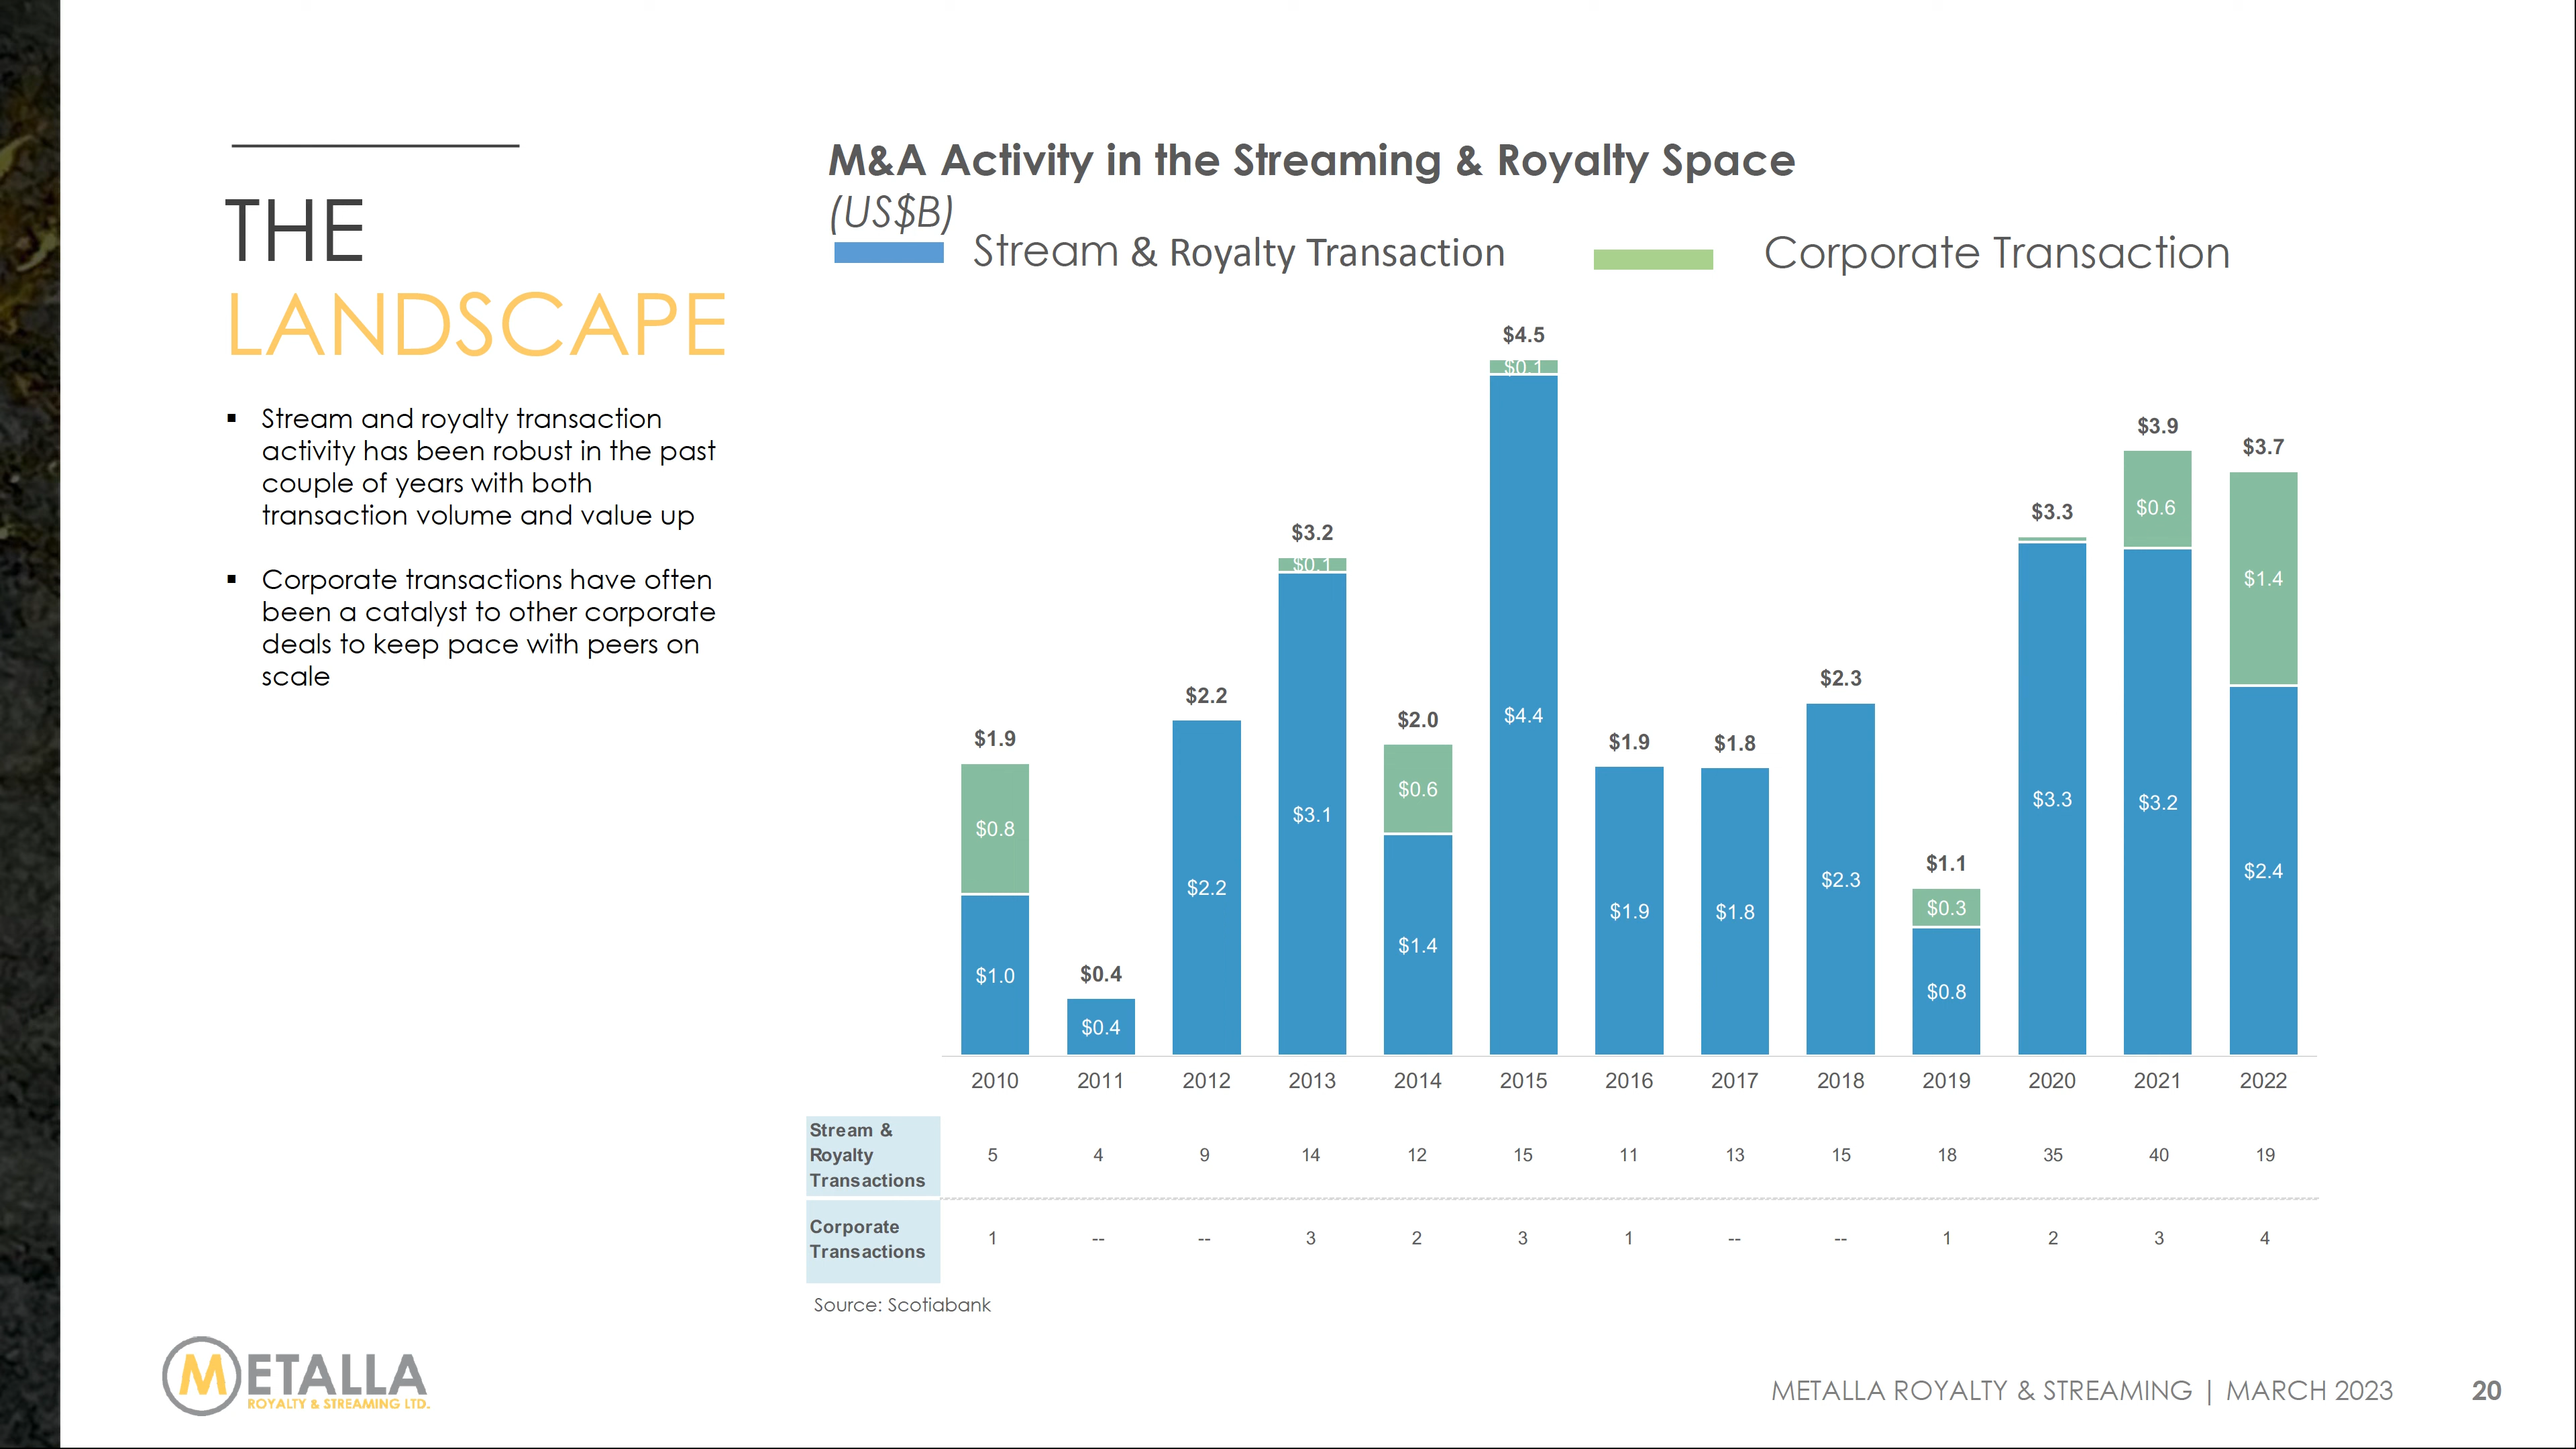 THE
LANDSCAPE
▪ Stream and royalty transaction
activity has been robust in the past
couple of years with both
transaction volume and value up
▪ Corporate transactions have often
been a catalyst to other corporate
deals to keep pace with peers on
scale
M&A Activity in the Streaming & Royalty Space
(US$B)
Stream & Royalty Transaction Corporate Transaction
$4.5
$0.1
$3.9
$3.7
$3.3
$0.6
$3.2
$0.1
$1.4
$2.3
$2.2
$4.4
$2.0
$1.9
$1.9
$1.8
$0.6
$3.3
$3.2
$3.1
$0.8
$1.1
$2.4
$2.3
$2.2
$0.3
$1.9
$1.8
$1.4
$0.4
$1.0
$0.8
$0.4
2010 2011 2012 2013 2014 2015 2016 2017 2018 2019 2020 2021 2022
Stream &
Royalty
Transactions
5 4 9 14 12 15 11 13 15 18 35 40 19
Corporate
Transactions
1 -- -- 3 2 3 1 -- -- 1 2 3 4
Source: Scotiabank
METALLA
ROYALTY & STREAMING LTD.
METALLA ROYALTY & STREAMING | MARCH 2023 20